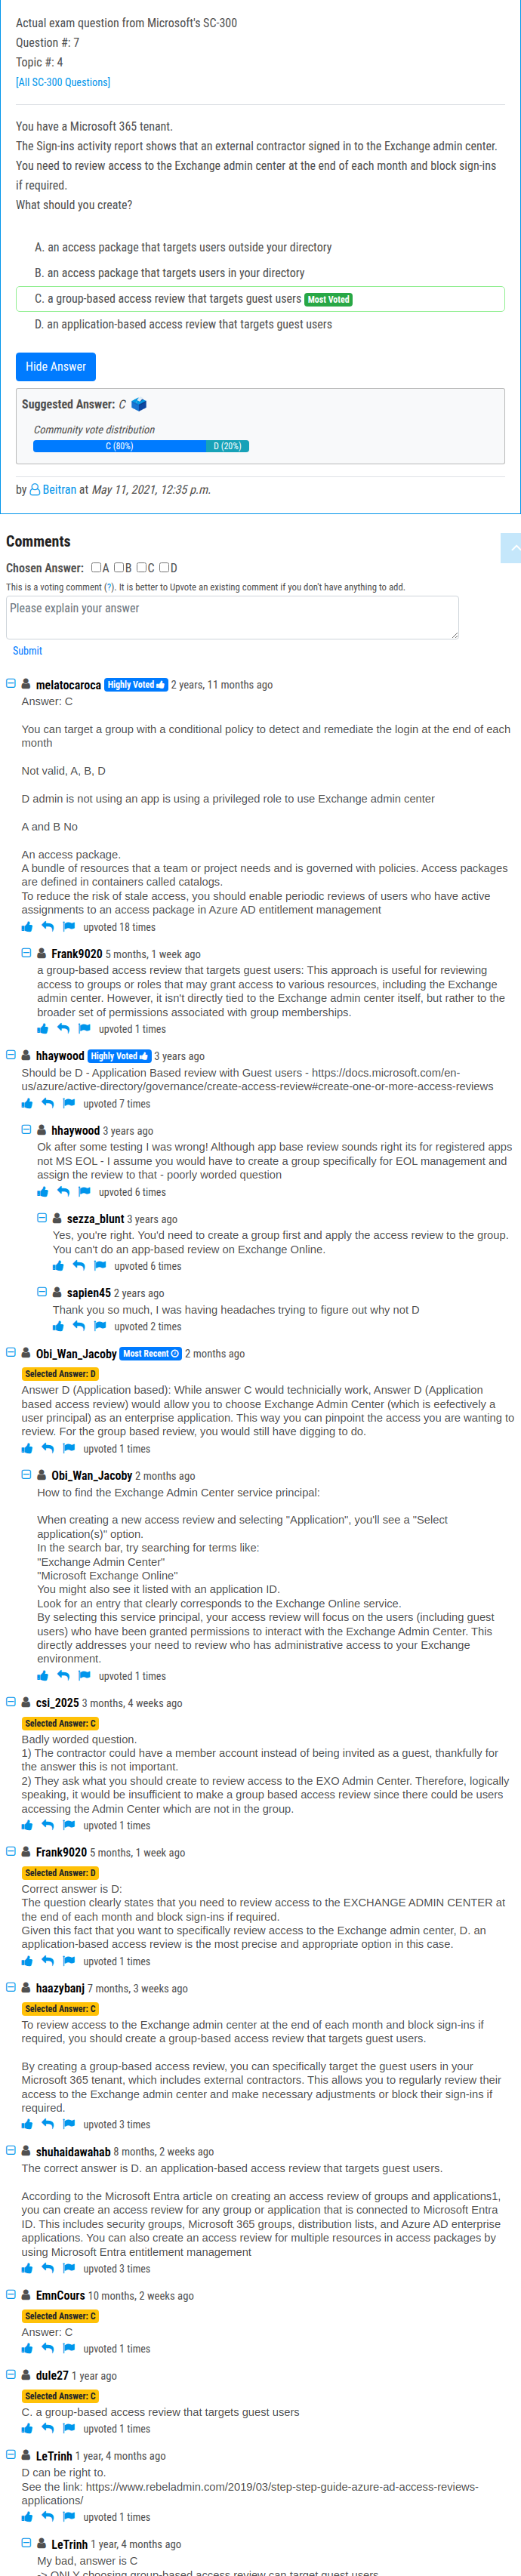 Actual exam question from Microsoft's SC-300
Question #: 7
Topic #: 4
[All SC-300 Questions]
You have a Microsoft 365 tenant.
The Sign-ins activity report shows that an external contractor signed in to the Exchange admin center.
You need to review access to the Exchange admin center at the end of each month and block sign-ins
if required.
What should you create?
A. an access package that targets users outside your directory
B. an access package that targets users in your directory
C. a group-based access review that targets guest users Most Voted
D. an application-based access review that targets guest users
Hide Answer
Suggested Answer: C
Community vote distribution
C (80%) D (20%)
by Beitran at May 11, 2021, 12:35 p.m.
Comments
Chosen Answer: A B C D
This is a voting comment (?). It is better to Upvote an existing comment if you don't have anything to add.
Please explain your answer
Submit
melatocaroca Highly Voted 2 years, 11 months ago
Answer: C
You can target a group with a conditional policy to detect and remediate the login at the end of each
month
Not valid, A, B, D
D admin is not using an app is using a privileged role to use Exchange admin center
A and B No
An access package.
A bundle of resources that a team or project needs and is governed with policies. Access packages
are defined in containers called catalogs.
To reduce the risk of stale access, you should enable periodic reviews of users who have active
assignments to an access package in Azure AD entitlement management
upvoted 18 times
Frank9020 5 months, 1 week ago
a group-based access review that targets guest users: This approach is useful for reviewing
access to groups or roles that may grant access to various resources, including the Exchange
admin center. However, it isn't directly tied to the Exchange admin center itself, but rather to the
broader set of permissions associated with group memberships.
upvoted 1 times
hhaywood Highly Voted 3 years ago
Should be D - Application Based review with Guest users - https://docs.microsoft.com/en-
us/azure/active-directory/governance/create-access-review#create-one-or-more-access-reviews
upvoted 7 times
hhaywood 3 years ago
Ok after some testing I was wrong! Although app base review sounds right its for registered apps
not MS EOL - I assume you would have to create a group specifically for EOL management and
assign the review to that - poorly worded question
upvoted 6 times
sezza_blunt 3 years ago
Yes, you're right. You'd need to create a group first and apply the access review to the group.
You can't do an app-based review on Exchange Online.
upvoted 6 times
sapien45 2 years ago
Thank you so much, I was having headaches trying to figure out why not D
upvoted 2 times
Obi_Wan_Jacoby Most Recent 2 months ago
Selected Answer: D
Answer D (Application based): While answer C would technicially work, Answer D (Application
based access review) would allow you to choose Exchange Admin Center (which is eefectively a
user principal) as an enterprise application. This way you can pinpoint the access you are wanting to
review. For the group based review, you would still have digging to do.
upvoted 1 times
Obi_Wan_Jacoby 2 months ago
How to find the Exchange Admin Center service principal:
When creating a new access review and selecting "Application", you'll see a "Select
application(s)" option.
In the search bar, try searching for terms like:
"Exchange Admin Center"
"Microsoft Exchange Online"
You might also see it listed with an application ID.
Look for an entry that clearly corresponds to the Exchange Online service.
By selecting this service principal, your access review will focus on the users (including guest
users) who have been granted permissions to interact with the Exchange Admin Center. This
directly addresses your need to review who has administrative access to your Exchange
environment.
upvoted 1 times
csi_2025 3 months, 4 weeks ago
Selected Answer: C
Badly worded question.
1) The contractor could have a member account instead of being invited as a guest, thankfully for
the answer this is not important.
2) They ask what you should create to review access to the EXO Admin Center. Therefore, logically
speaking, it would be insufficient to make a group based access review since there could be users
accessing the Admin Center which are not in the group.
upvoted 1 times
Frank9020 5 months, 1 week ago
Selected Answer: D
Correct answer is D:
The question clearly states that you need to review access to the EXCHANGE ADMIN CENTER at
the end of each month and block sign-ins if required.
Given this fact that you want to specifically review access to the Exchange admin center, D. an
application-based access review is the most precise and appropriate option in this case.
upvoted 1 times
haazybanj 7 months, 3 weeks ago
Selected Answer: C
To review access to the Exchange admin center at the end of each month and block sign-ins if
required, you should create a group-based access review that targets guest users.
By creating a group-based access review, you can specifically target the guest users in your
Microsoft 365 tenant, which includes external contractors. This allows you to regularly review their
access to the Exchange admin center and make necessary adjustments or block their sign-ins if
required.
upvoted 3 times
shuhaidawahab 8 months, 2 weeks ago
The correct answer is D. an application-based access review that targets guest users.
According to the Microsoft Entra article on creating an access review of groups and applications1,
you can create an access review for any group or application that is connected to Microsoft Entra
ID. This includes security groups, Microsoft 365 groups, distribution lists, and Azure AD enterprise
applications. You can also create an access review for multiple resources in access packages by
using Microsoft Entra entitlement management
upvoted 3 times
EmnCours 10 months, 2 weeks ago
Selected Answer: C
Answer: C
upvoted 1 times
dule27 1 year ago
Selected Answer: C
C. a group-based access review that targets guest users
upvoted 1 times
LeTrinh 1 year, 4 months ago
D can be right to.
See the link: https://www.rebeladmin.com/2019/03/step-step-guide-azure-ad-access-reviews-
applications/
upvoted 1 times
LeTrinh 1 year, 4 months ago
My bad, answer is C
-> ONLY choosing group-based access review can target guest users